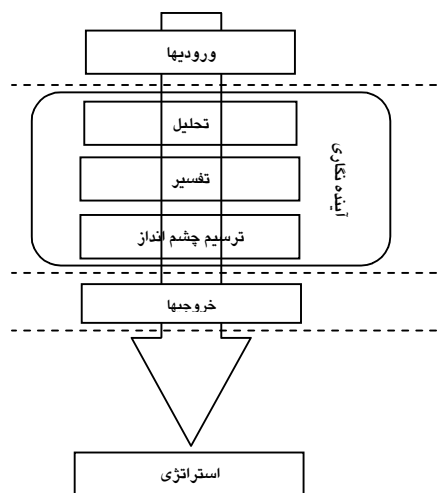 ورودیها
تحلیل
تفسیر
ترسیم چشم انداز
آینده نگاری
خروجیها
استراتژی